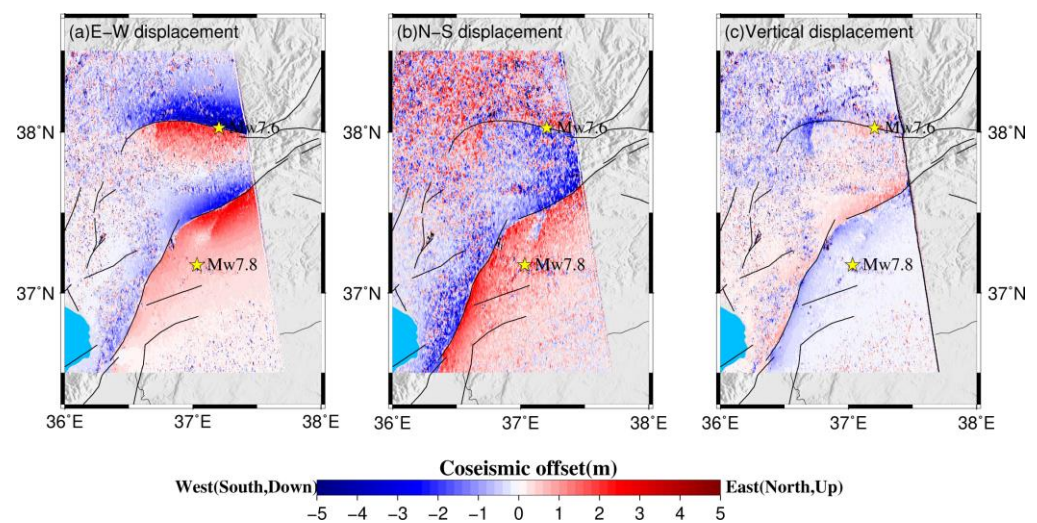 (a)E−W displacement
(b)N−S displacement
(c)Vertical displacement
38°N
Mw7.6
Mw7.6
Mw7.6
38°N
Mw7.8
Mw7.8
Mw7.8
37°N
37°N
36°E 37°E 38°E
36°E 37°E 38°E
36°E 37°E 38°E
Coseismic offset(m)
West(South,Down)
East(North,Up)
−5 −4 −3 −2 −1 0 1 2 3 4 5